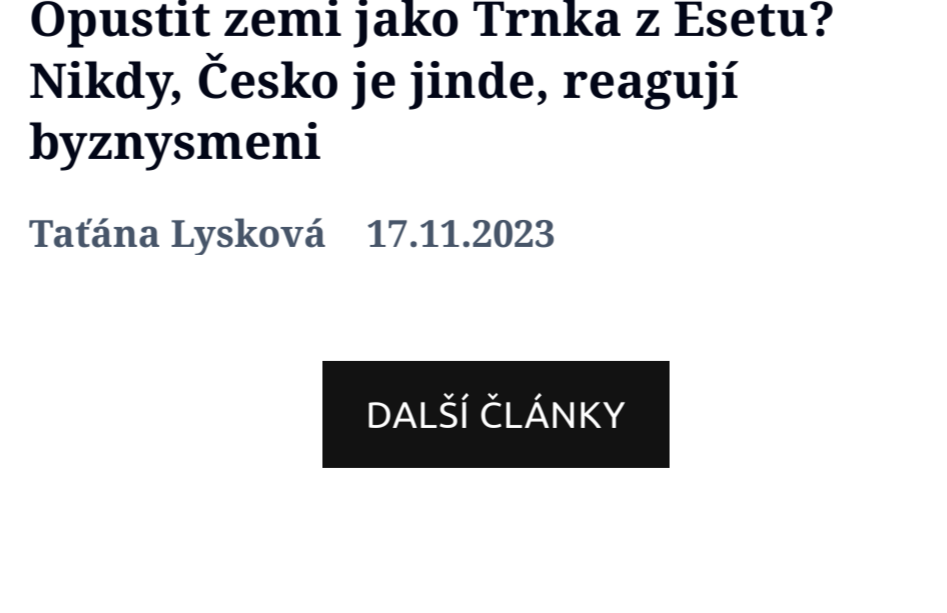 Opustit zemi jako Trnka z Esetu?
Nikdy, Česko je jinde, reagují
byznysmeni
Taťána Lysková 17.11.2023
DALŠÍ ČLÁNKY